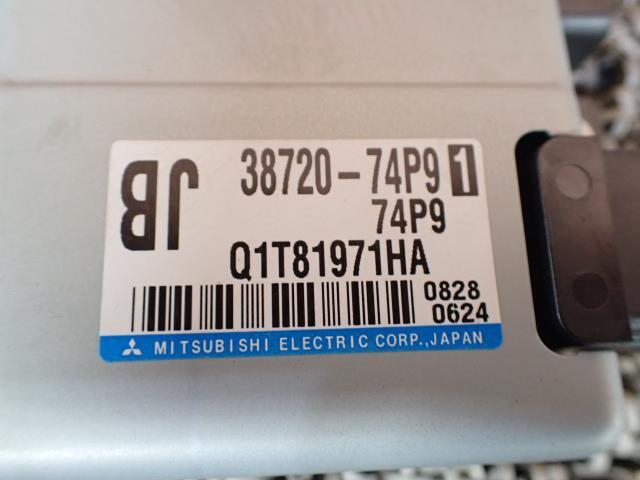 JB
38720-74P9 1
74P9
Q1T81971HA
0828
0624
MITSUBISHI ELECTRIC CORP., JAPAN